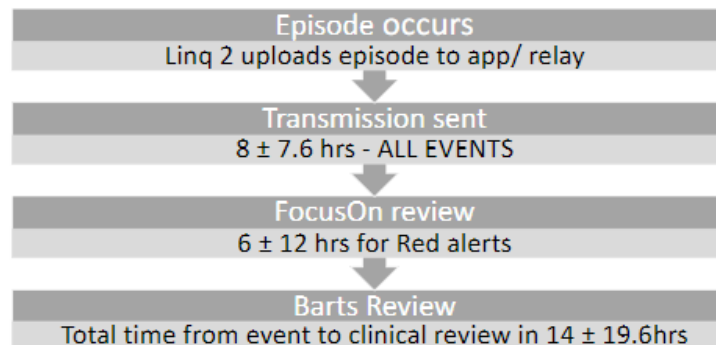 Episode occurs
Linq 2 uploads episode to app/ relay
Transmission sent
8 ± 7.6 hrs - ALL EVENTS
FocusOn review
6 ± 12 hrs for Red alerts
Barts Review
Total time from event to clinical review in 14 ± 19.6hrs